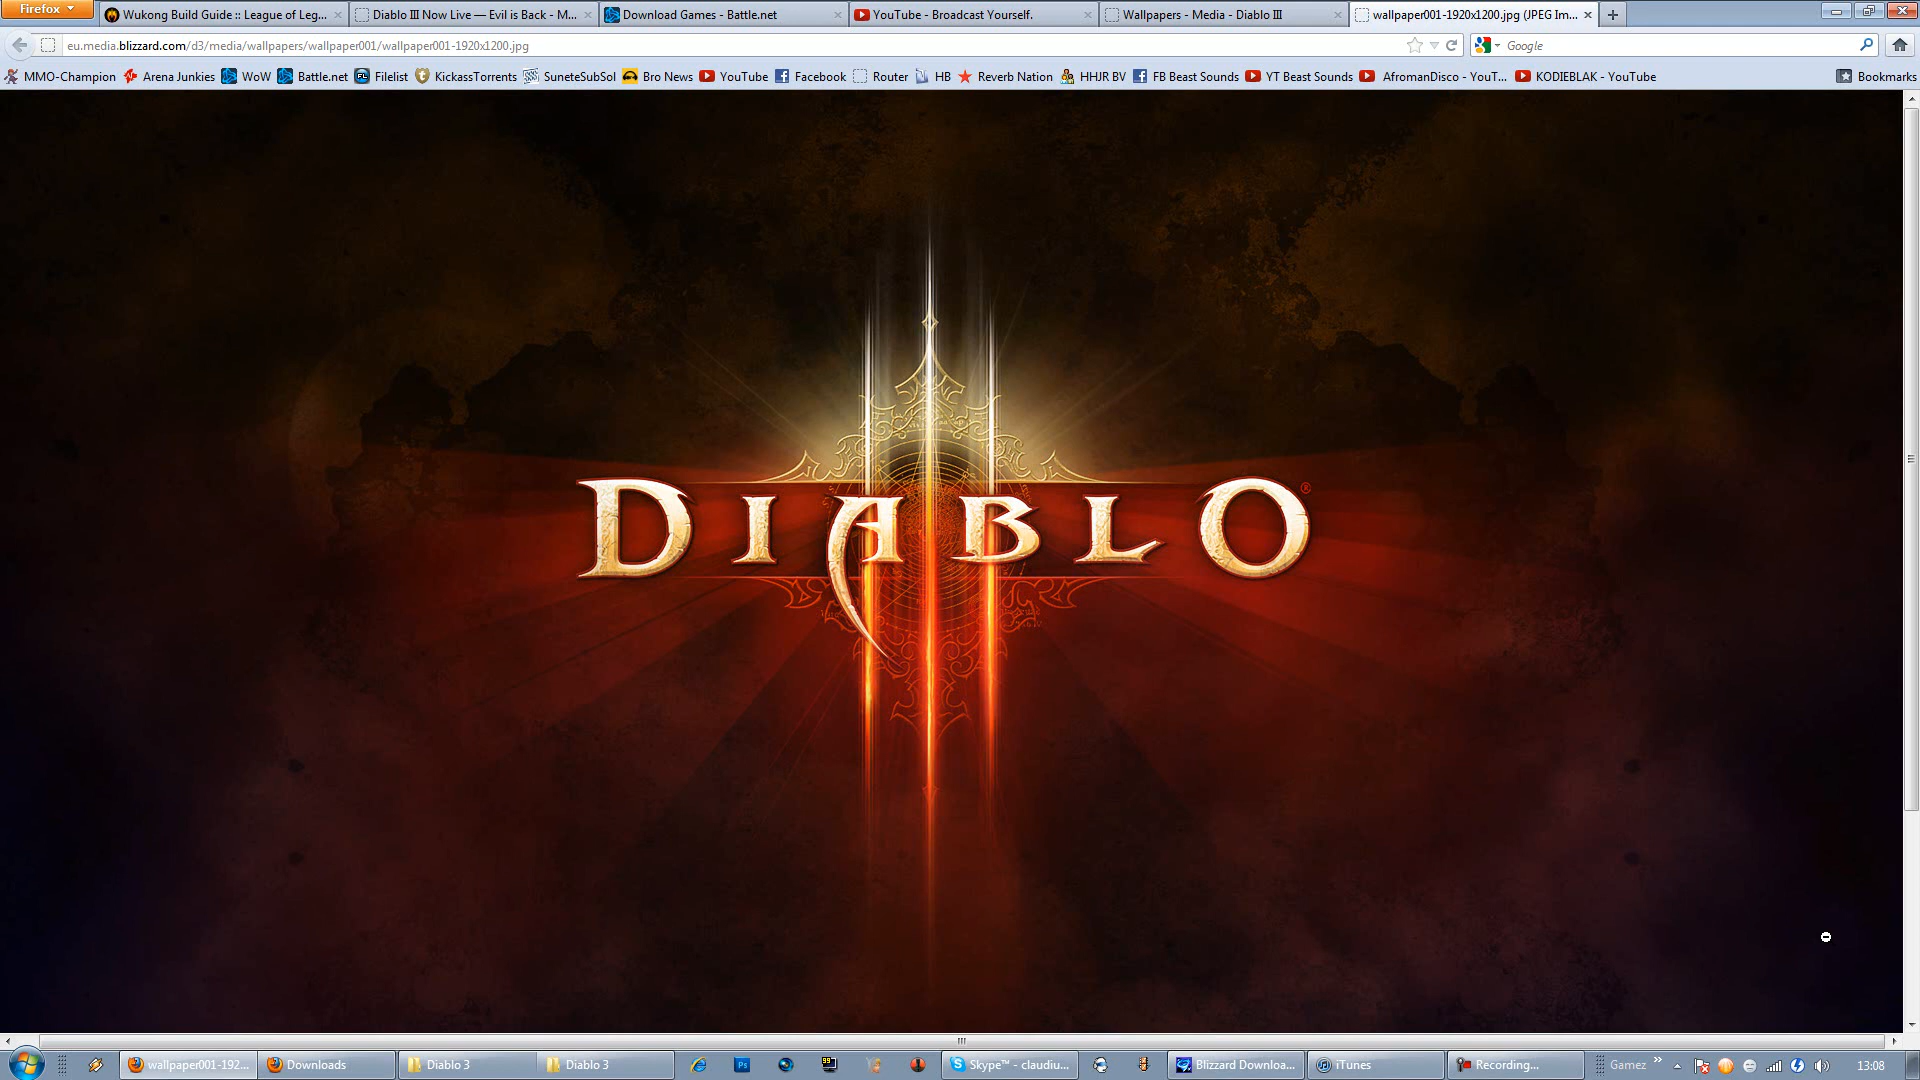 Firefox
Wukong Build Guide :: League of Leg...
Diablo III Now Live — Evil is Back - M...
Download Games - Battle.net
YouTube - Broadcast Yourself.
Wallpapers - Media - Diablo III
wallpaper001-1920x1200.jpg (JPEG Im...
eu.media.blizzard.com/d3/media/wallpapers/wallpaper001/wallpaper001-1920x1200.jpg
Google
MMO-Champion
Arena Junkies
WoW
Battle.net
Filelist
KickassTorrents
SuneteSubSol
Bro News
YouTube
Facebook
Router
HB
Reverb Nation
HHJR BV
FB Beast Sounds
YT Beast Sounds
AfromanDisco - YouT...
KODIEBLAK - YouTube
Bookmarks
DIABLO®
wallpaper001-192...
Downloads
Diablo 3
Diablo 3
Ps
99
Skype™ - claudiu...
Blizzard Downloa...
iTunes
Recording...
Gamez
13:08